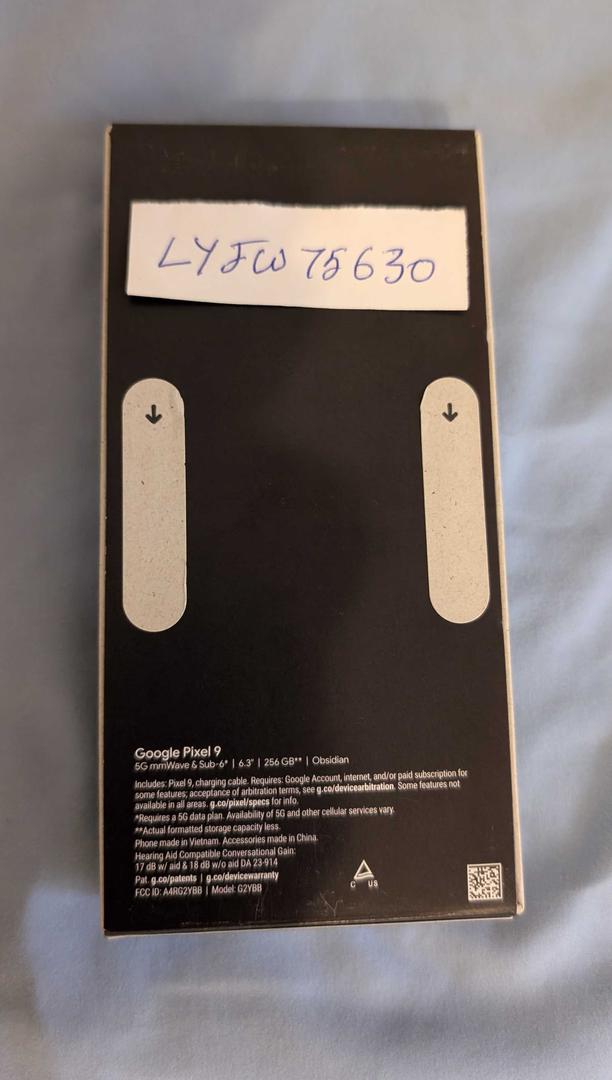 LYJW75630
Google Pixel 9
5G mmWave & Sub-6* | 6.3" | 256 GB** | Obsidian
Includes: Pixel 9, charging cable. Requires: Google Account, internet, and/or paid subscription for
some features; acceptance of arbitration terms, see g.co/devicearbitration. Some features not
available in all areas. g.co/pixel/specs for info.
*Requires a 5G data plan. Availability of 5G and other cellular services vary.
**Actual formatted storage capacity less.
Phone made in Vietnam. Accessories made in China.
Hearing Aid Compatible Conversational Gain:
17 dB w/ aid & 18 dB w/o aid DA 23-914
Pat. g.co/patents | g.co/devicewarranty
FCC ID: A4RG2YBB | Model: G2YBB
C US